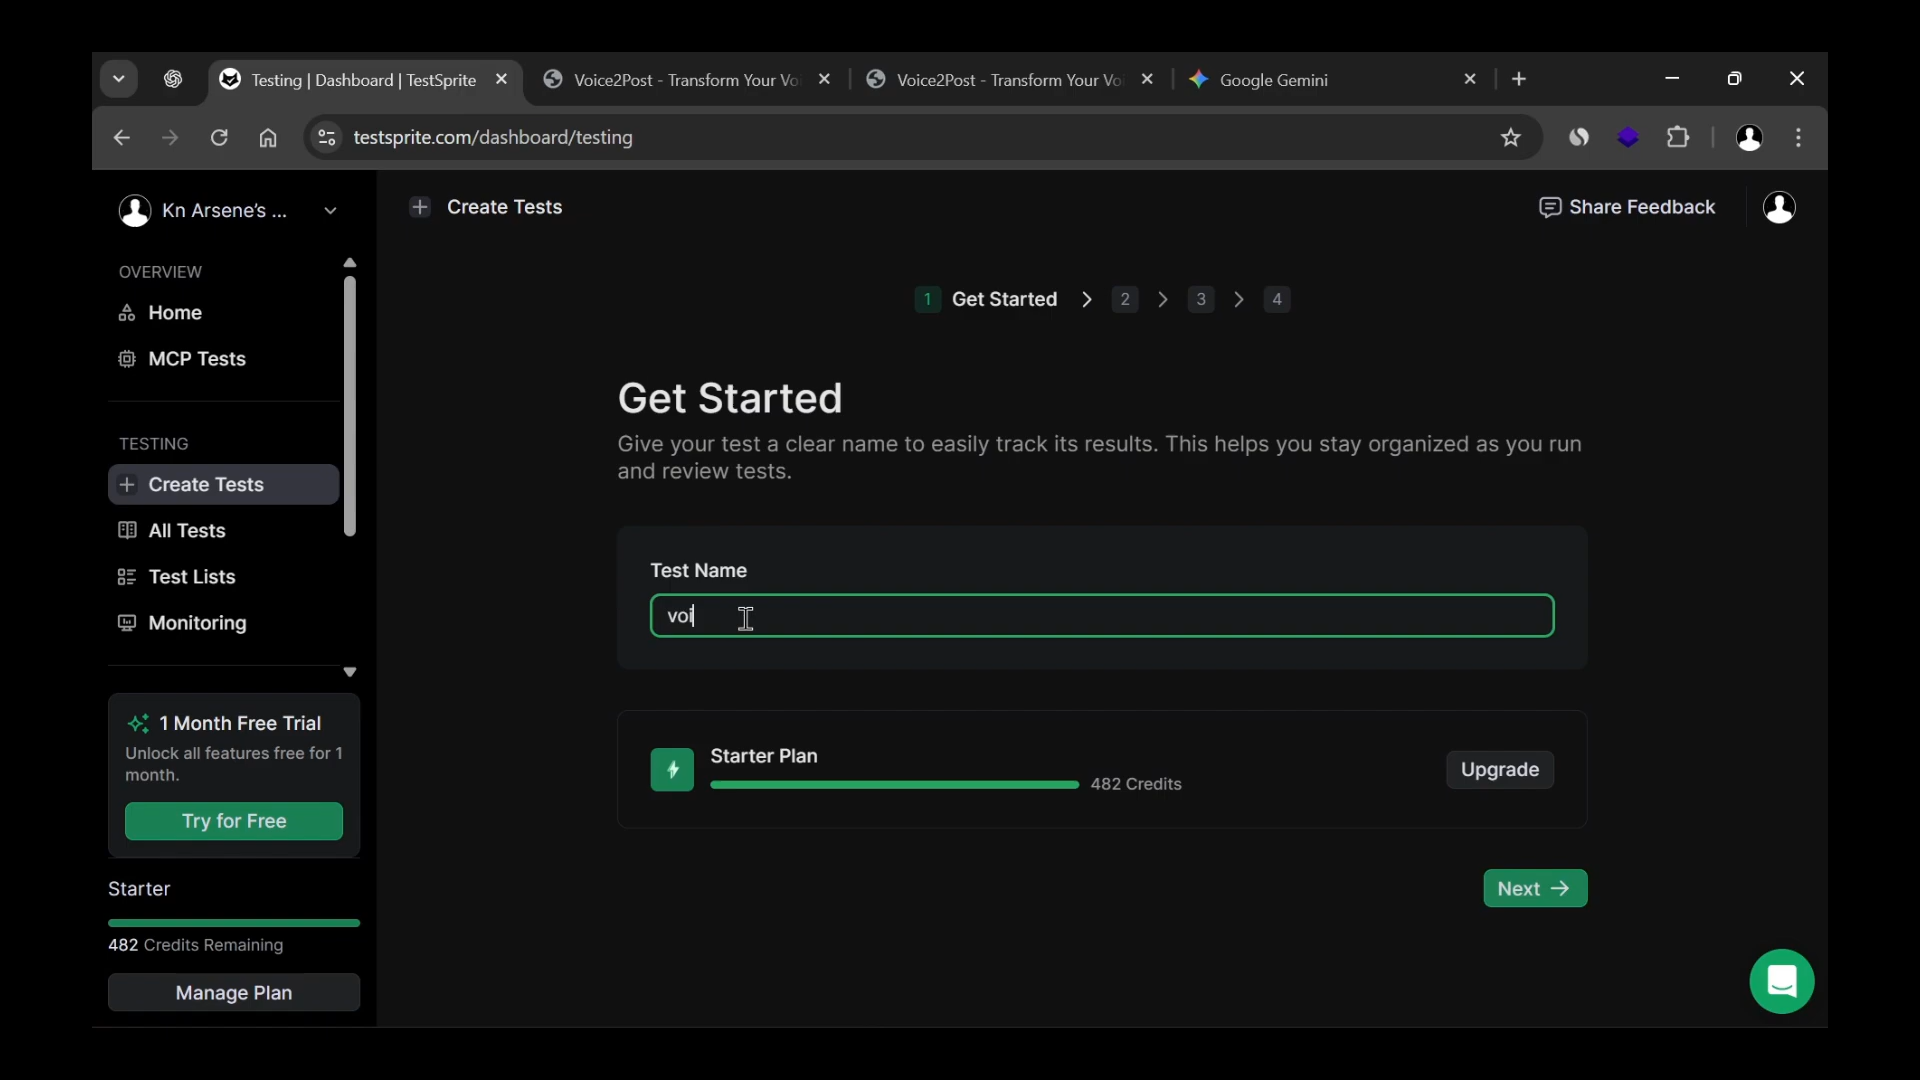 Testing | Dashboard | TestSprite
Voice2Post - Transform Your Vo
Voice2Post - Transform Your Vo
Google Gemini
testsprite.com/dashboard/testing
Kn Arsene's ...
Create Tests
Share Feedback
OVERVIEW
Home
MCP Tests
TESTING
Create Tests
All Tests
Test Lists
Monitoring
1 Month Free Trial
Unlock all features free for 1
month.
Try for Free
Starter
482 Credits Remaining
Manage Plan
1 Get Started 2 3 4
Get Started
Give your test a clear name to easily track its results. This helps you stay organized as you run
and review tests.
Test Name
voi
Starter Plan
482 Credits
Upgrade
Next